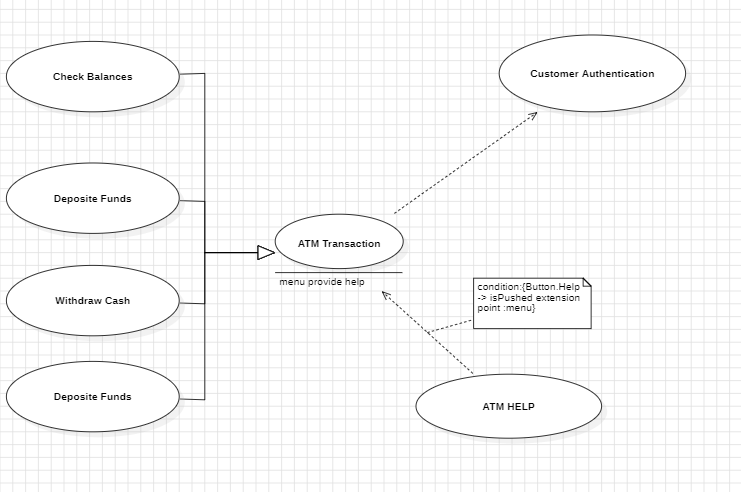 Check Balances
Customer Authentication
Deposite Funds
ATM Transaction
menu provide help
condition:{Button.Help
-> isPushed extension
point :menu}
Withdraw Cash
Deposite Funds
ATM HELP